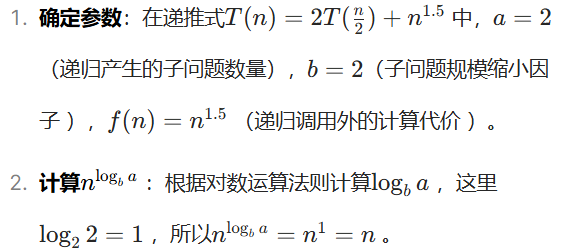 1. 确定参数：在递推式$T(n) = 2T(\frac{n}{2}) + n^{1.5}$ 中，$a = 2$
（递归产生的子问题数量），$b = 2$（子问题规模缩小因
子 ），$f(n) = n^{1.5}$ （递归调用外的计算代价 ）。
2. 计算$n^{\log_b a}$ ：根据对数运算法则计算$\log_b a$ ，这里
$\log_2 2 = 1$ ，所以$n^{\log_b a} = n^1 = n$ 。